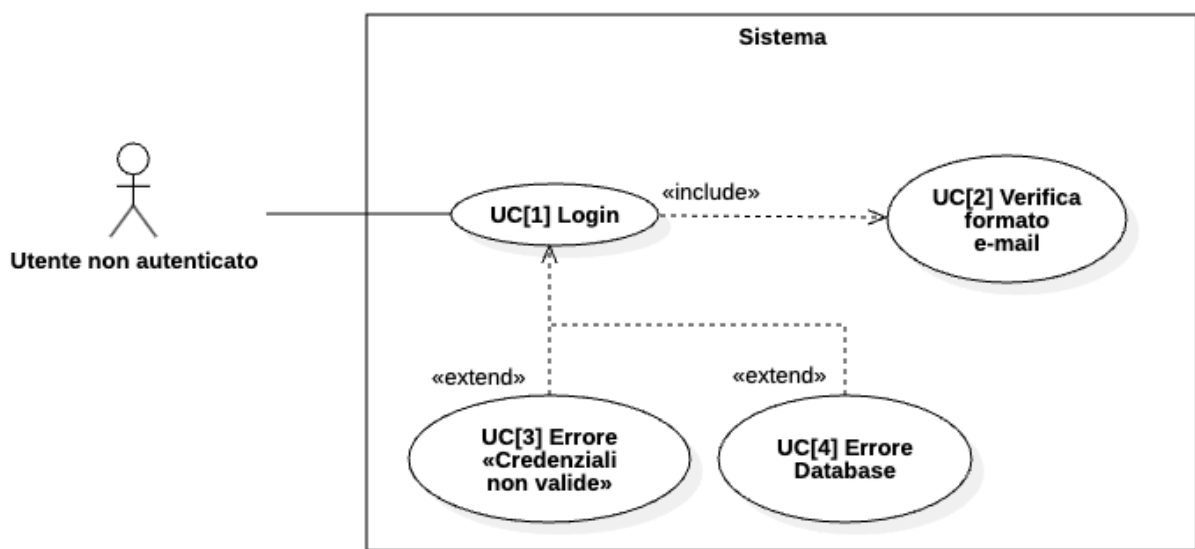 Sistema
«include»
UC[1] Login
UC[2] Verifica
formato
e-mail
Utente non autenticato
«extend»
«extend»
UC[3] Errore
«Credenziali
non valide»
UC[4] Errore
Database